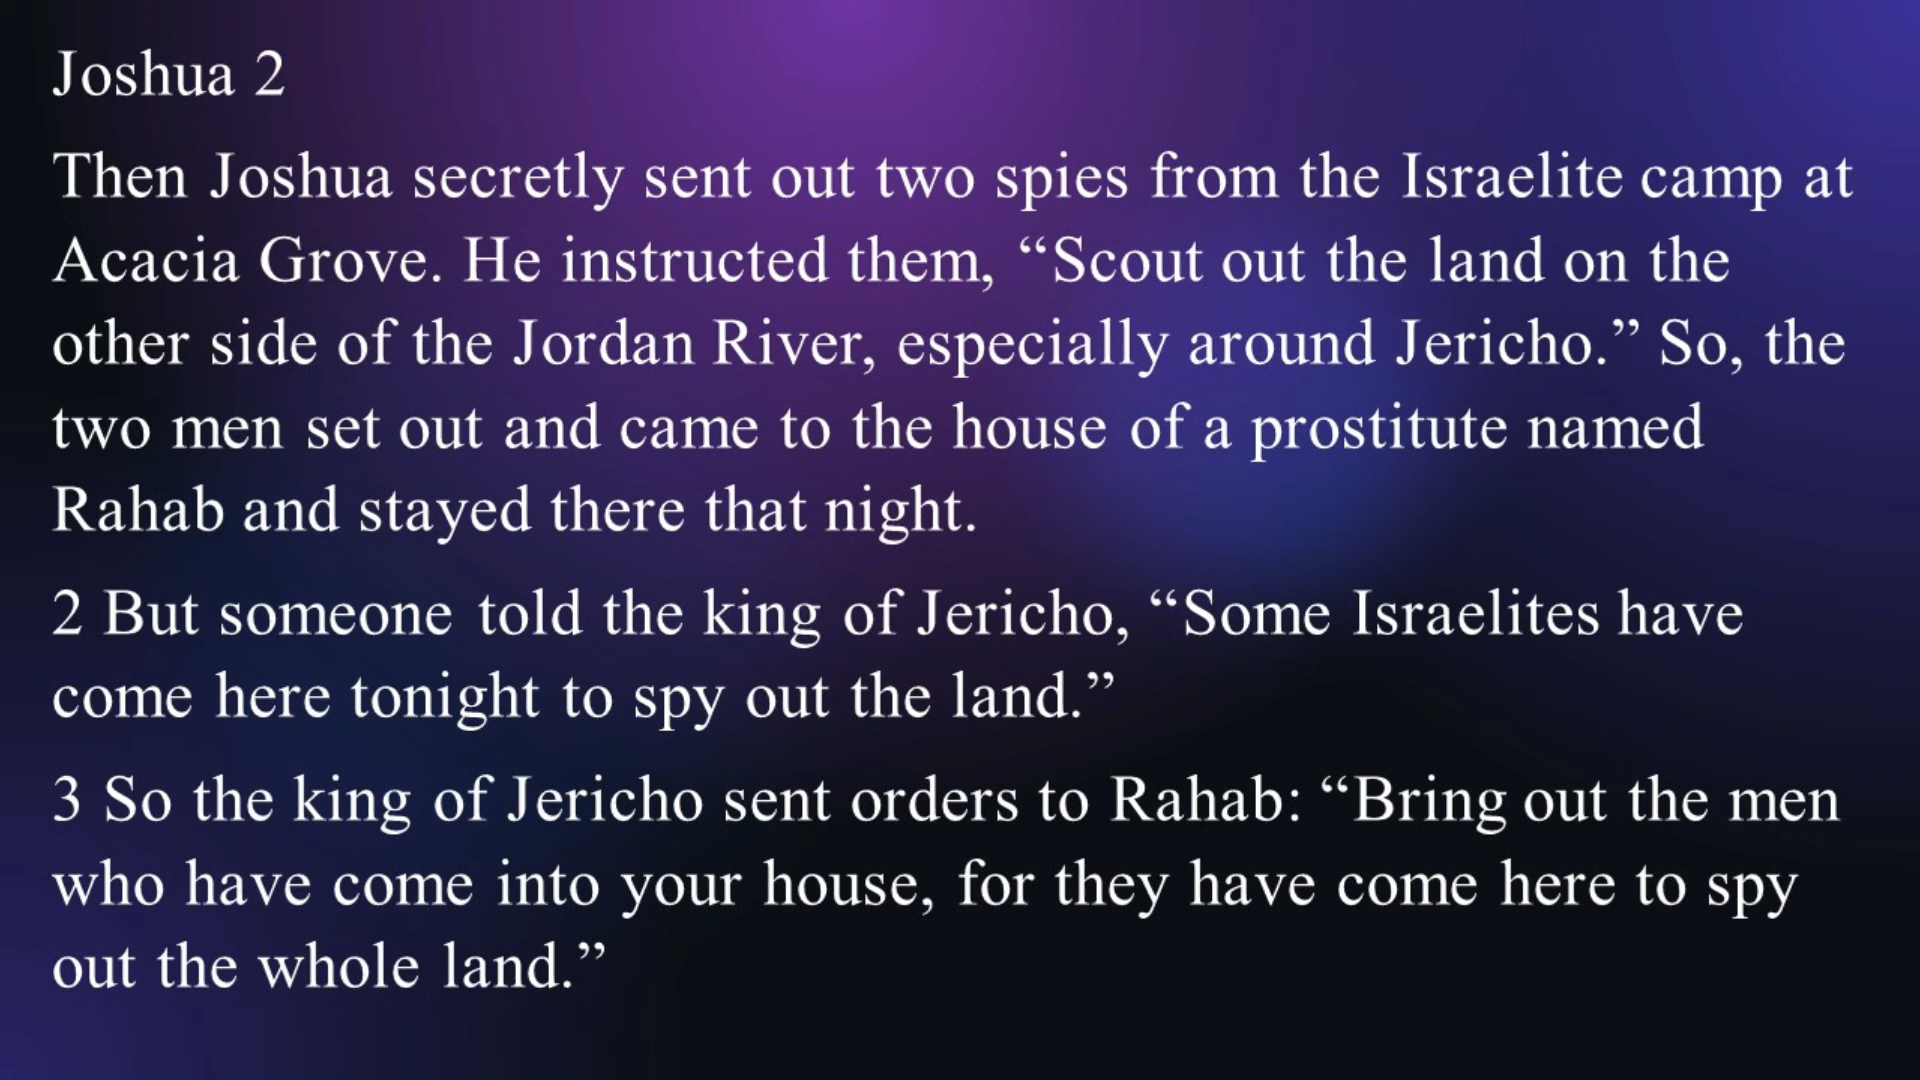 Joshua 2
Then Joshua secretly sent out two spies from the Israelite camp at
Acacia Grove. He instructed them, “Scout out the land on the
other side of the Jordan River, especially around Jericho.” So, the
two men set out and came to the house of a prostitute named
Rahab and stayed there that night.
2 But someone told the king of Jericho, “Some Israelites have
come here tonight to spy out the land.”
3 So the king of Jericho sent orders to Rahab: “Bring out the men
who have come into your house, for they have come here to spy
out the whole land.”